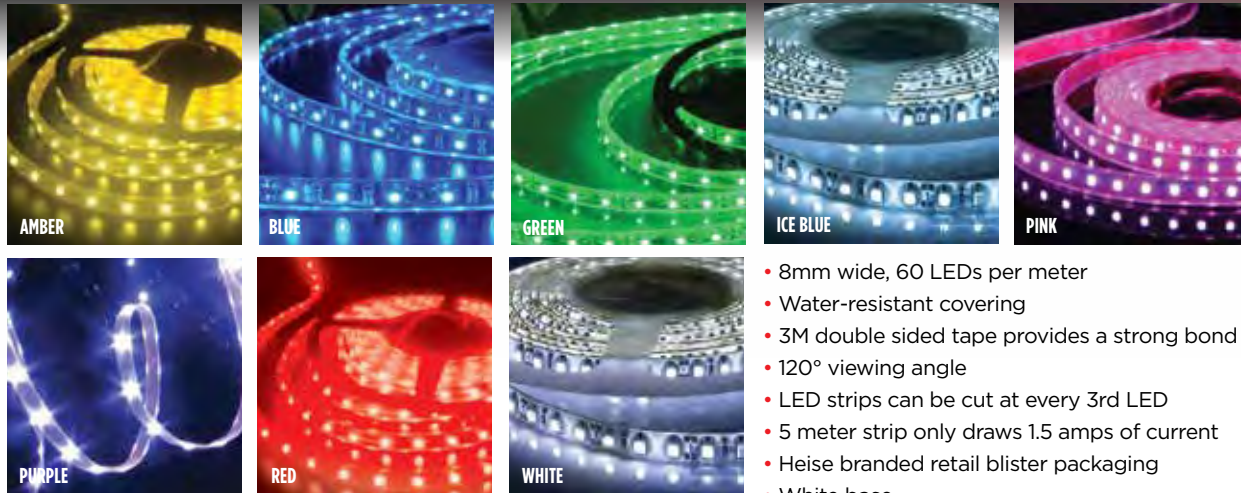 AMBER
BLUE
GREEN
ICE BLUE
PINK
PURPLE
RED
WHITE
• 8mm wide, 60 LEDs per meter
• Water-resistant covering
• 3M double sided tape provides a strong bond
• 120° viewing angle
• LED strips can be cut at every 3rd LED
• 5 meter strip only draws 1.5 amps of current
• Heise branded retail blister packaging
• White base